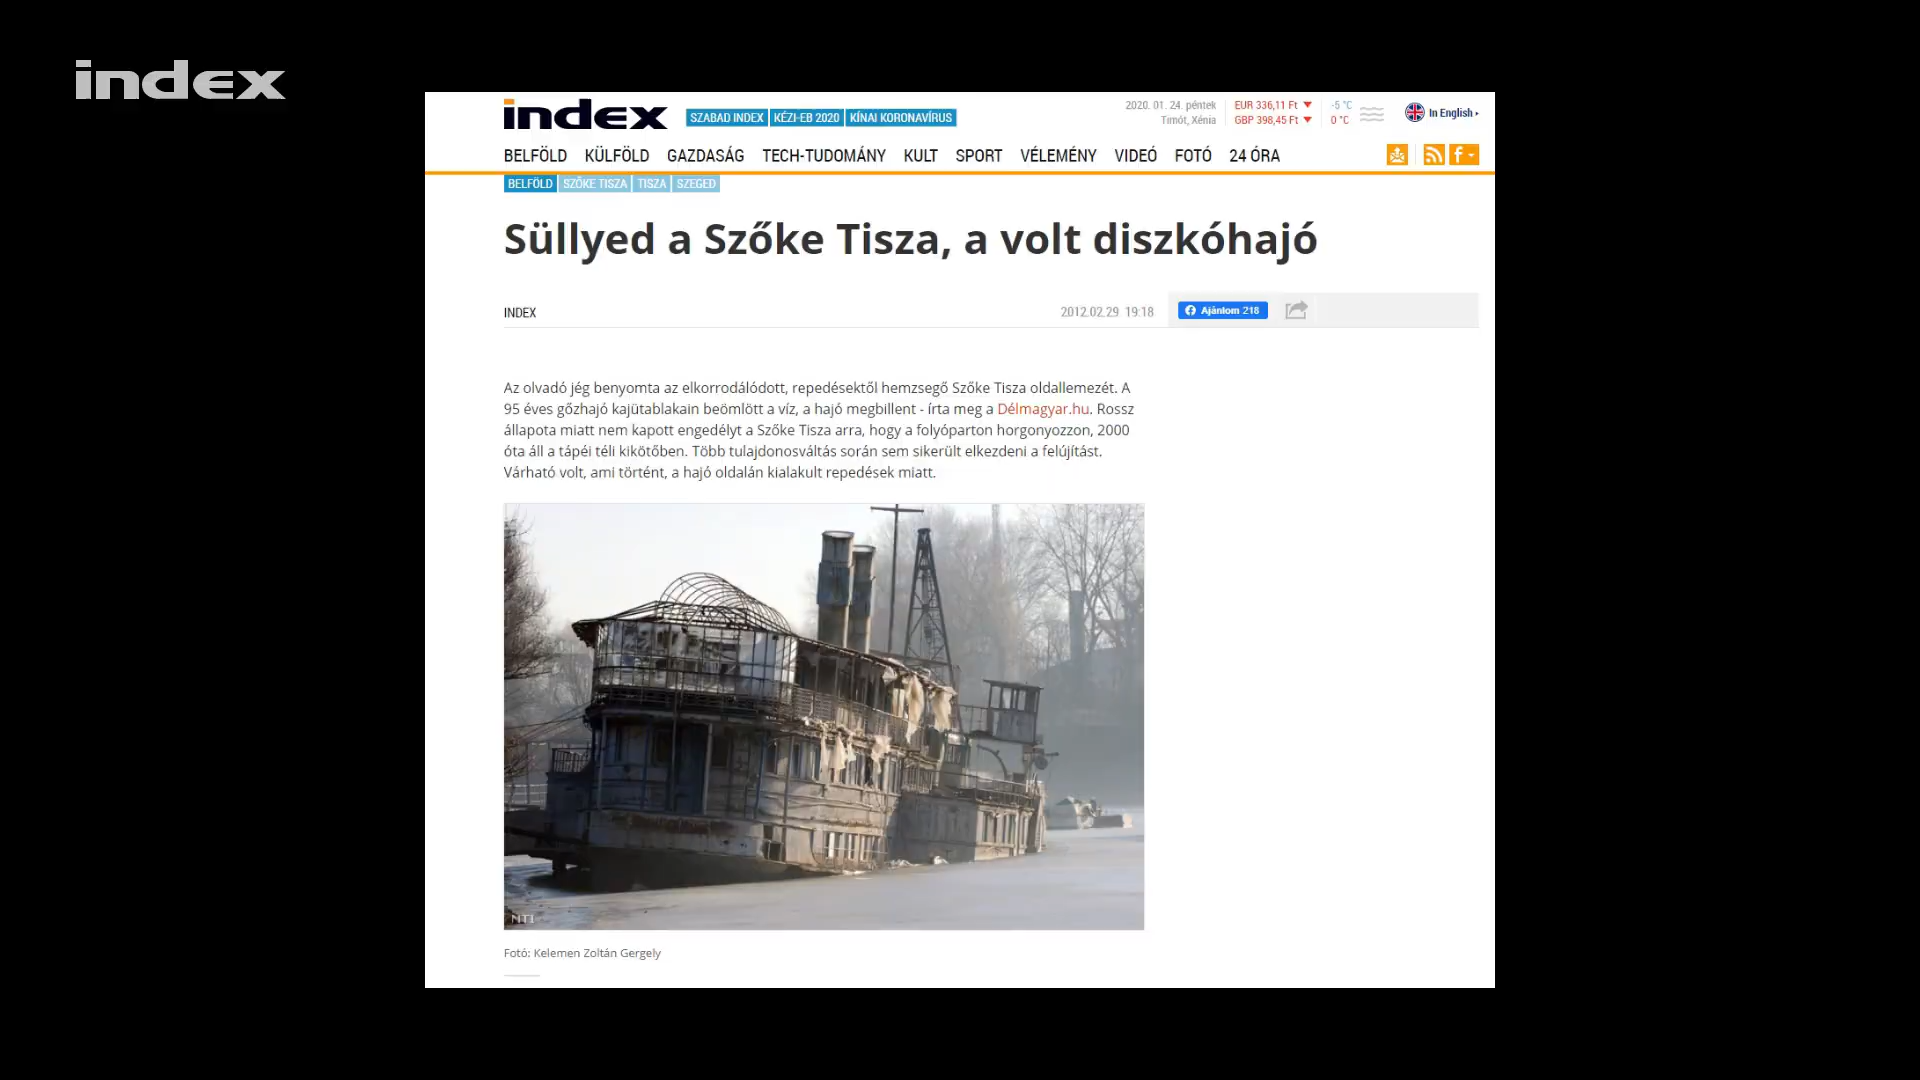 index
index
SZABAD INDEX KÉZI-EB 2020 KÍNAI KORONAVÍRUS
2020. 01. 24. péntek
Timót, Xénia
EUR 336,11 Ft
GBP 398,45 Ft
-5 °C
0 °C
In English
BELFÖLD KÜLFÖLD GAZDASÁG TECH-TUDOMÁNY KULT SPORT VÉLEMÉNY VIDEÓ FOTÓ 24 ÓRA
BELFÖLD SZŐKE TISZA TISZA SZEGED
Süllyed a Szőke Tisza, a volt diszkóhajó
INDEX 2012.02.29 19:18 Ajánlom 218
Az olvadó jég benyomta az elkorrodálódott, repedésektől hemzsegő Szőke Tisza oldallemezét. A
95 éves gőzhajó kajütablakain beömlött a víz, a hajó megbillent - írta meg a Délmagyar.hu. Rossz
állapota miatt nem kapott engedélyt a Szőke Tisza arra, hogy a folyóparton horgonyozzon, 2000
óta áll a tápéi téli kikötőben. Több tulajdonosváltás során sem sikerült elkezdeni a felújítást.
Várható volt, ami történt, a hajó oldalán kialakult repedések miatt.
MTI
Fotó: Kelemen Zoltán Gergely